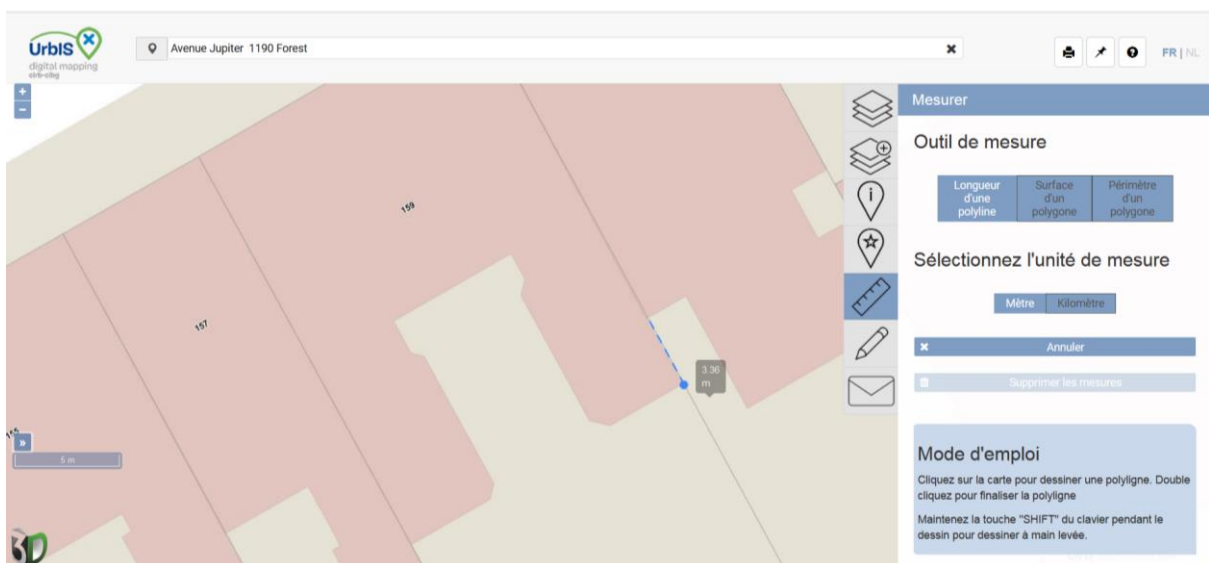 UrbIS
digital mapping
cirb-cibg
Avenue Jupiter 1190 Forest
FR | NL
Mesurer
Outil de mesure
Longueur
d'une
polyline
Surface
d'un
polygone
Périmètre
d'un
polygone
Sélectionnez l'unité de mesure
Mètre
Kilomètre
Annuler
Supprimer les mesures
Mode d'emploi
Cliquez sur la carte pour dessiner une polyligne. Double
cliquez pour finaliser la polyligne
Maintenez la touche "SHIFT" du clavier pendant le
dessin pour dessiner à main levée.
159
157
3.36
m
155
5 m
3D